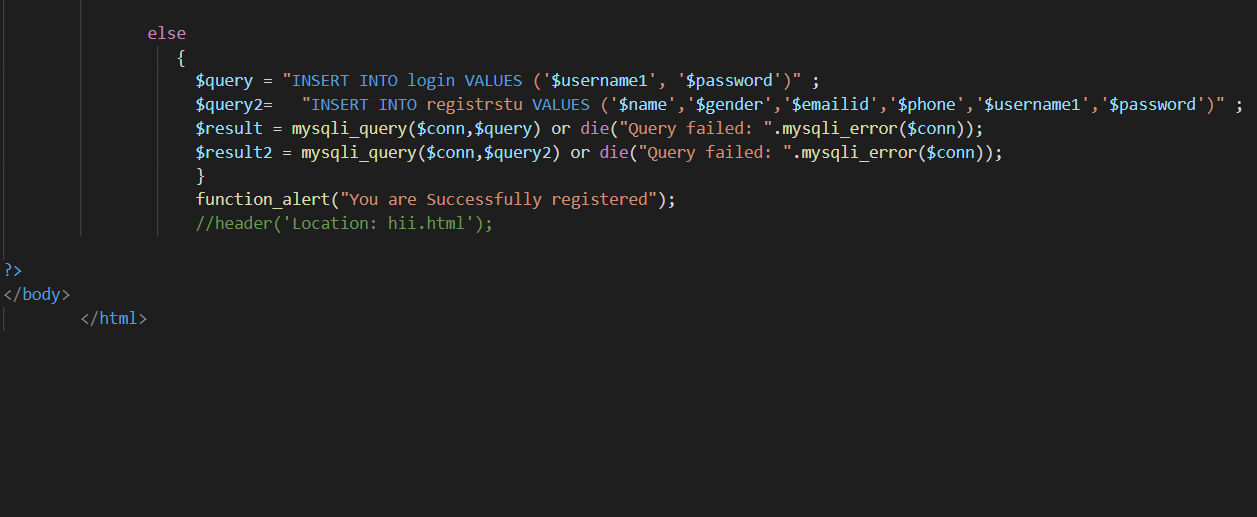 else
{
$query = "INSERT INTO login VALUES ('$username1', '$password')" ;
$query2=   "INSERT INTO registrstu VALUES ('$name','$gender','$emailid','$phone','$username1','$password')" ;
$result = mysqli_query($conn,$query) or die("Query failed: ".mysqli_error($conn));
$result2 = mysqli_query($conn,$query2) or die("Query failed: ".mysqli_error($conn));
}
function_alert("You are Successfully registered");
//header('Location: hii.html');
?>
</body>
</html>